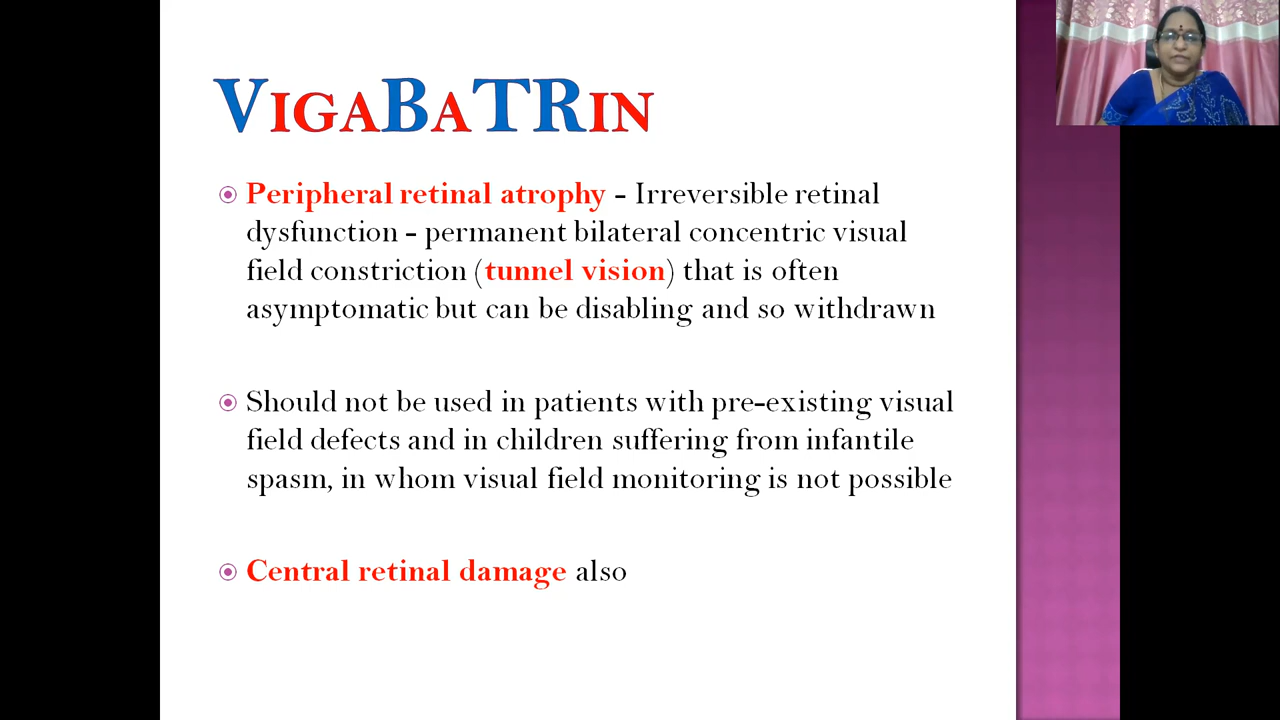 VIGABATRIN
Peripheral retinal atrophy - Irreversible retinal
dysfunction - permanent bilateral concentric visual
field constriction (tunnel vision) that is often
asymptomatic but can be disabling and so withdrawn
Should not be used in patients with pre-existing visual
field defects and in children suffering from infantile
spasm, in whom visual field monitoring is not possible
Central retinal damage also